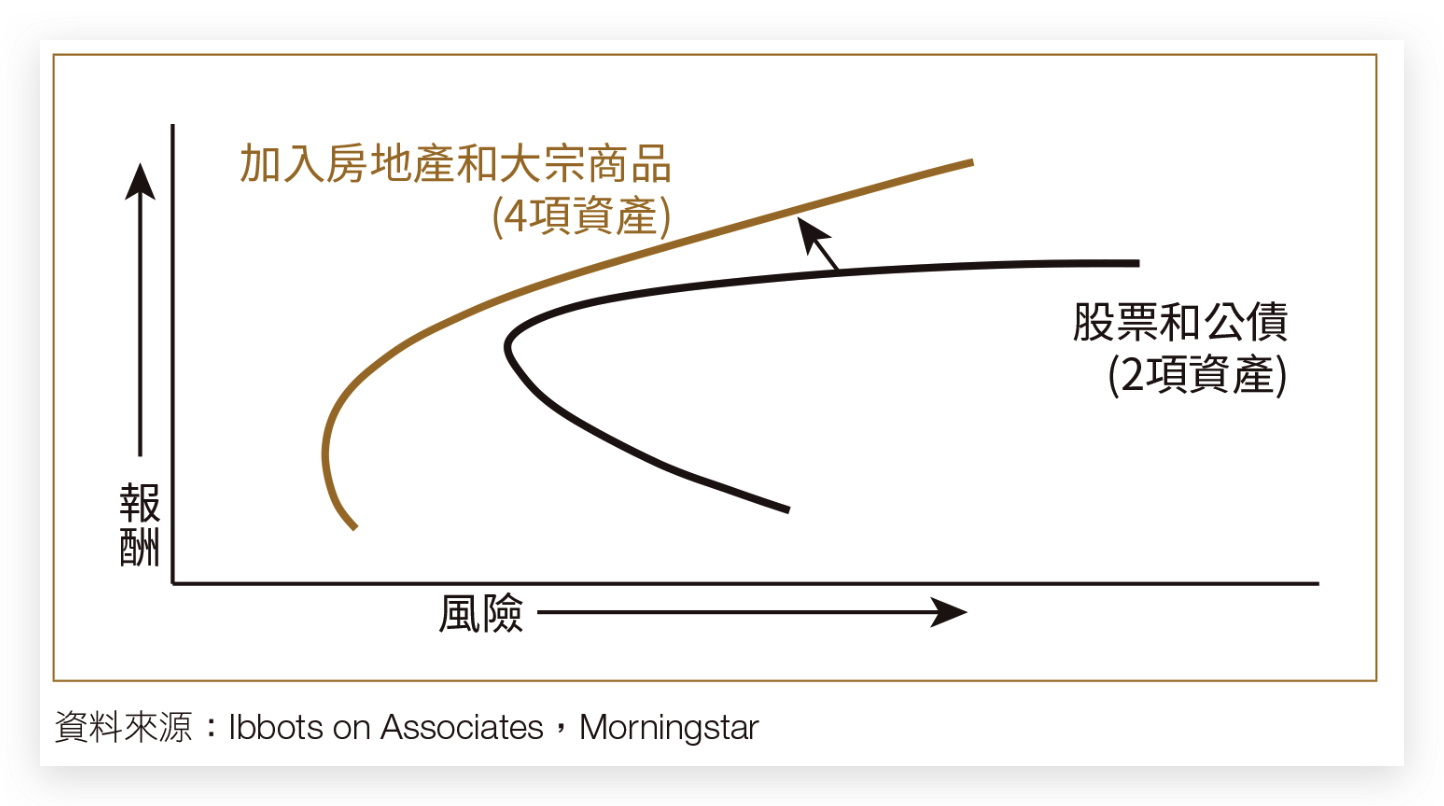 加入房地產和大宗商品
(4項資產)
股票和公債
(2項資產)
報
酬
風險
資料來源：Ibbots on Associates，Morningstar